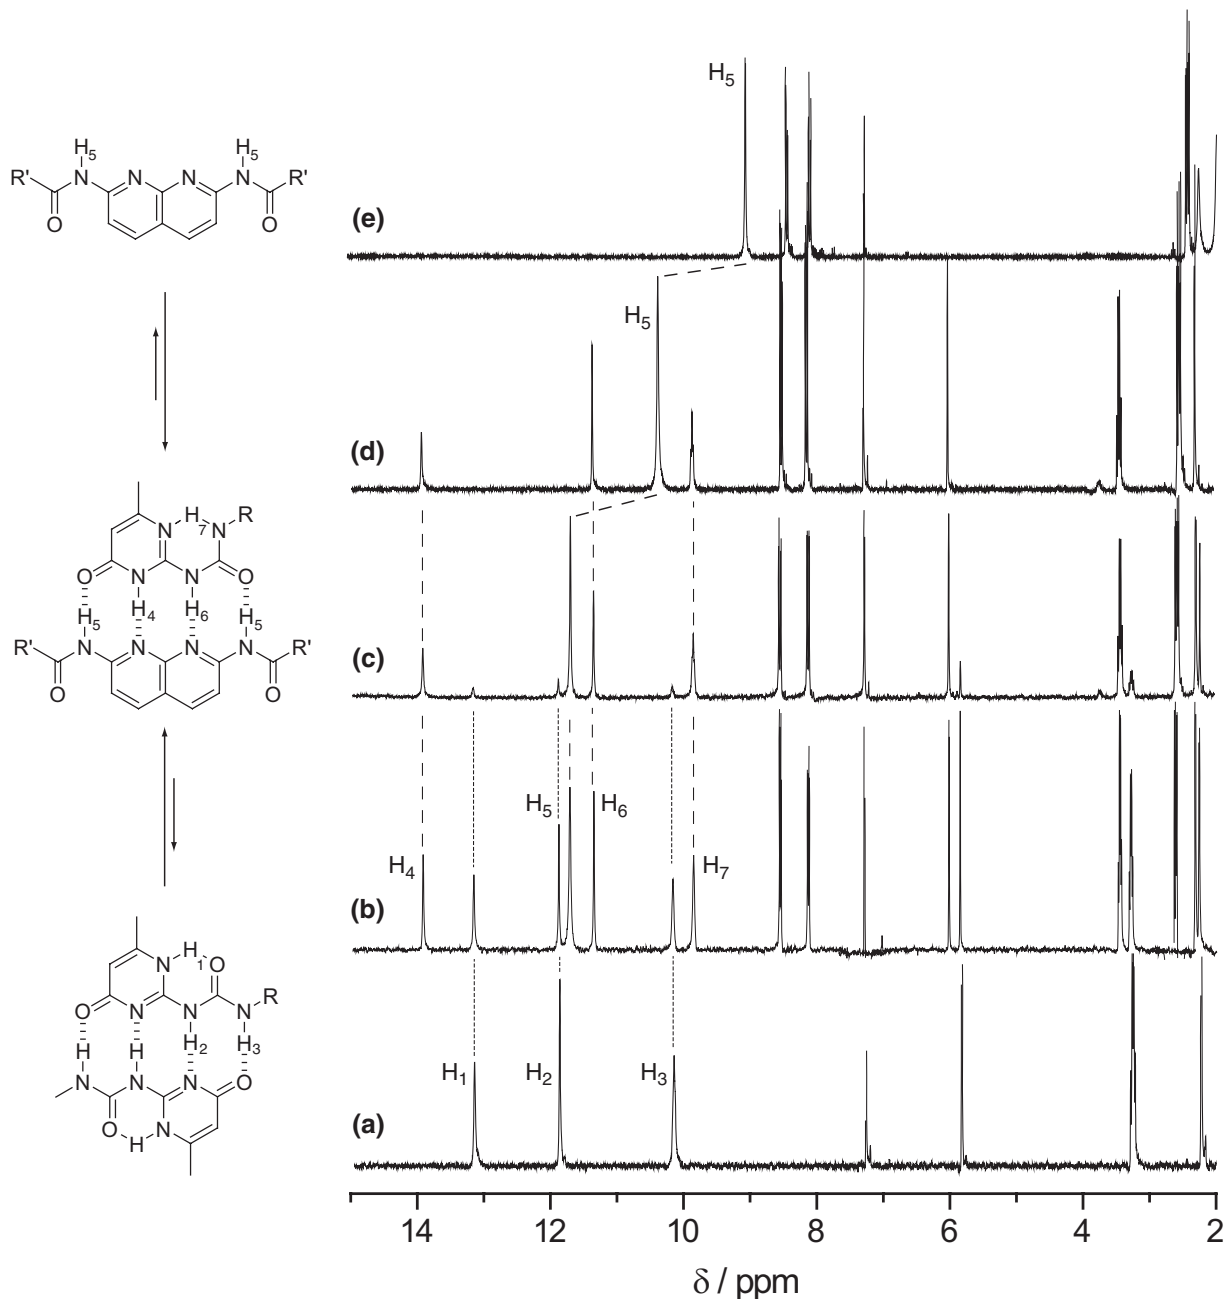 H5 H5
R' N N N N R'
H H
O O
(e) H5
(d) H5
H7 N R
N
O N N O
H H
H5 H4 H6 H5
R' N N N N R'
O O
(c)
(b) H4 H5 H6 H7
H1 O
N
O N N N R
H H H2 H3
N N N O
O H N
(a) H1 H2 H3
14 12 10 8 6 4 2
δ / ppm